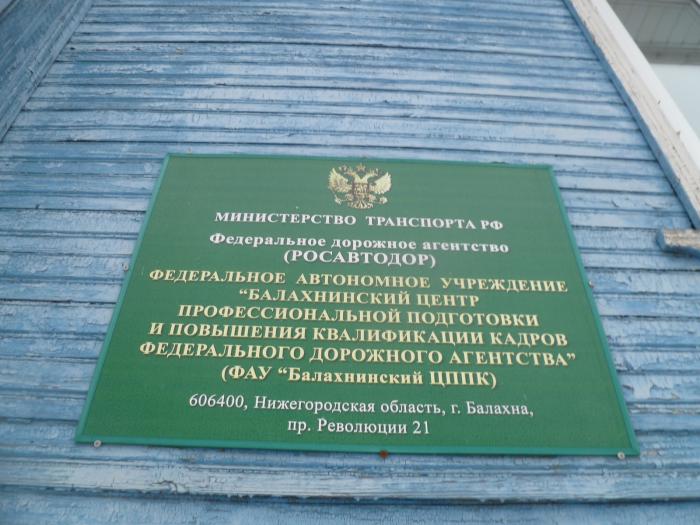 МИНИСТЕРСТВО ТРАНСПОРТА РФ
Федеральное дорожное агентство
(РОСАВТОДОР)
ФЕДЕРАЛЬНОЕ АВТОНОМНОЕ УЧРЕЖДЕНИЕ
“БАЛАХНИНСКИЙ ЦЕНТР
ПРОФЕССИОНАЛЬНОЙ ПОДГОТОВКИ
И ПОВЫШЕНИЯ КВАЛИФИКАЦИИ КАДРОВ
ФЕДЕРАЛЬНОГО ДОРОЖНОГО АГЕНТСТВА”
(ФАУ “Балахнинский ЦППК)
606400, Нижегородская область, г. Балахна,
пр. Революции 21